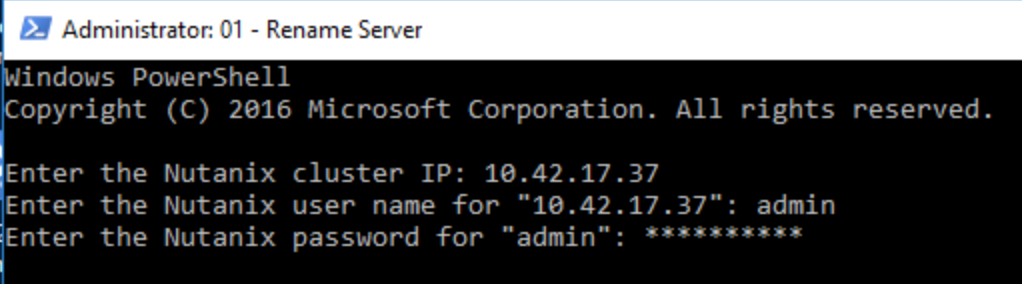 Administrator: 01 - Rename Server
Windows PowerShell
Copyright (C) 2016 Microsoft Corporation. All rights reserved.
Enter the Nutanix cluster IP: 10.42.17.37
Enter the Nutanix user name for "10.42.17.37": admin
Enter the Nutanix password for "admin": **********